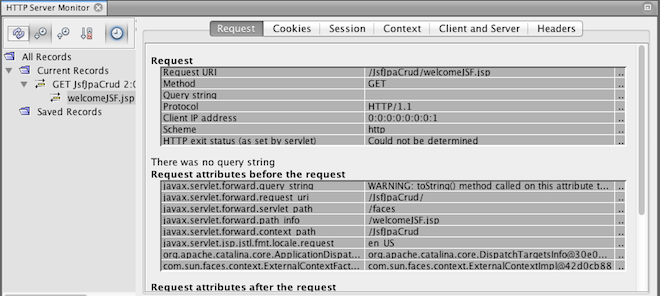 HTTP Server Monitor
Request Cookies Session Context Client and Server Headers
All Records
Current Records
GET JsfJpaCrud 2:0
welcomeJSF.jsp
Saved Records
Request
Request URI /JsfJpaCrud/welcomeJSF.jsp ..
Method GET ..
Query string ..
Protocol HTTP/1.1 ..
Client IP address 0:0:0:0:0:0:0:1 ..
Scheme http ..
HTTP exit status (as set by servlet) Could not be determined ..
There was no query string
Request attributes before the request
javax.servlet.forward.query_string WARNING: toString() method called on this attribute t... ..
javax.servlet.forward.request_uri /JsfJpaCrud/ ..
javax.servlet.forward.servlet_path /faces ..
javax.servlet.forward.path_info /welcomeJSF.jsp ..
javax.servlet.forward.context_path /JsfJpaCrud ..
javax.servlet.jsp.jstl.fmt.locale.request en_US ..
org.apache.catalina.core.ApplicationDispat... org.apache.catalina.core.DispatchTargetsInfo@30e0... ..
com.sun.faces.context.ExternalContextFact... com.sun.faces.context.ExternalContextImpl@42d0cb88 ..
Request attributes after the request